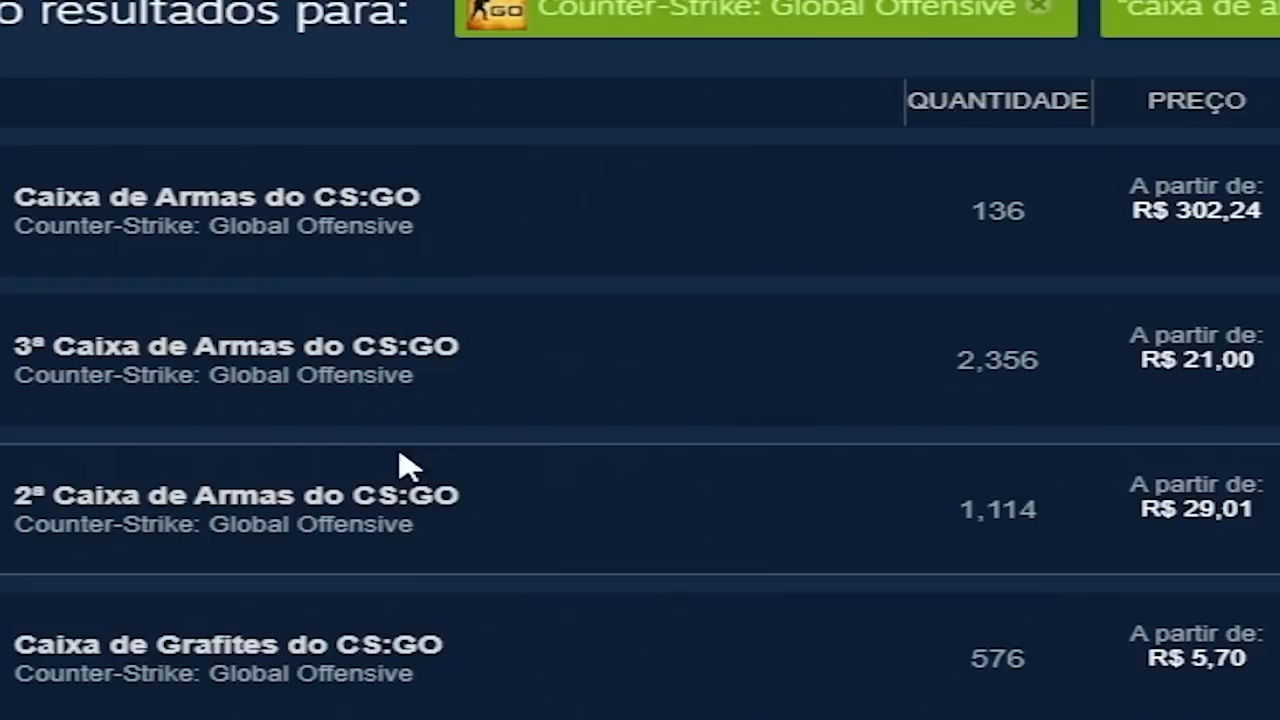 o resultados para:
GO Counter-Strike: Global Offensive
"caixa de a
QUANTIDADE PREÇO
Caixa de Armas do CS:GO
Counter-Strike: Global Offensive
136
A partir de:
R$ 302,24
3ª Caixa de Armas do CS:GO
Counter-Strike: Global Offensive
2,356
A partir de:
R$ 21,00
2ª Caixa de Armas do CS:GO
Counter-Strike: Global Offensive
1,114
A partir de:
R$ 29,01
Caixa de Grafites do CS:GO
Counter-Strike: Global Offensive
576
A partir de:
R$ 5,70